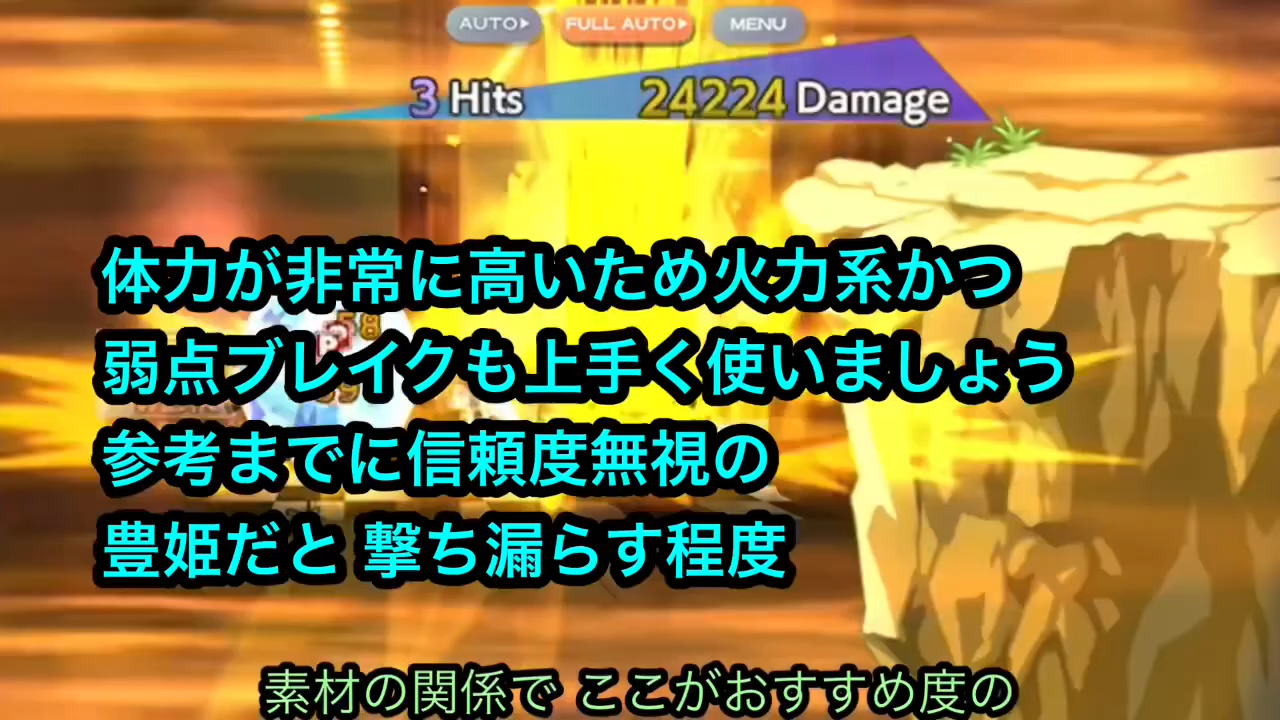 AUTO FULL AUTO MENU
3 Hits 24224 Damage
体力が非常に高いため火力系かつ
弱点ブレイクも上手く使いましょう
参考までに信頼度無視の
豊姫だと 撃ち漏らす程度
素材の関係で ここがおすすめ度の